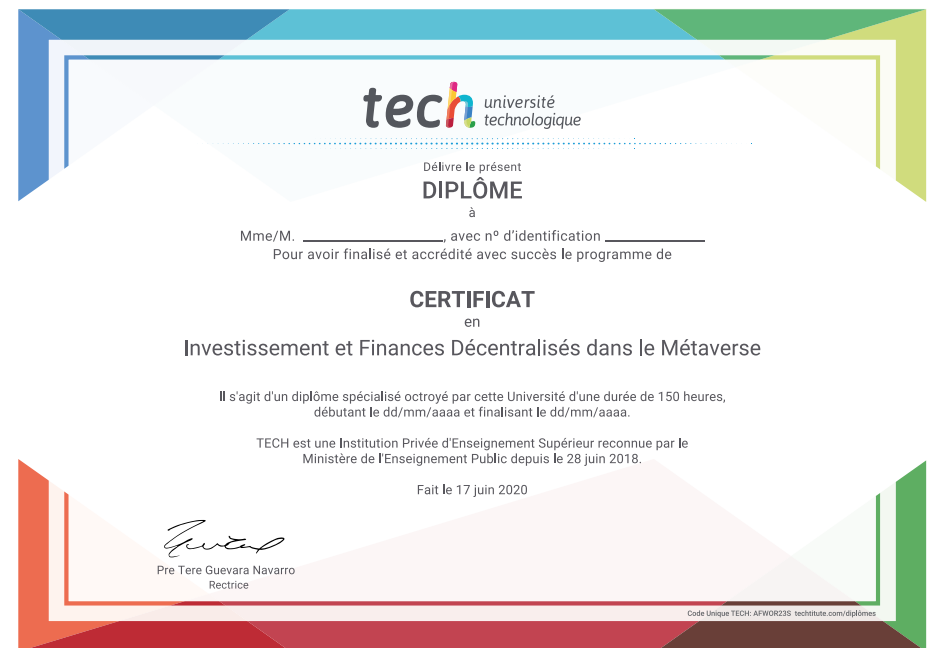 tech université
technologique
Délivre le présent
DIPLÔME
à
Mme/M. ____________________, avec nº d'identification ______________
Pour avoir finalisé et accrédité avec succès le programme de
CERTIFICAT
en
Investissement et Finances Décentralisés dans le Métaverse
Il s'agit d'un diplôme spécialisé octroyé par cette Université d'une durée de 150 heures,
débutant le dd/mm/aaaa et finalisant le dd/mm/aaaa.
TECH est une Institution Privée d'Enseignement Supérieur reconnue par le
Ministère de l'Enseignement Public depuis le 28 juin 2018.
Fait le 17 juin 2020
Pre Tere Guevara Navarro
Rectrice
Code Unique TECH: AFWOR23S techtitute.com/diplômes